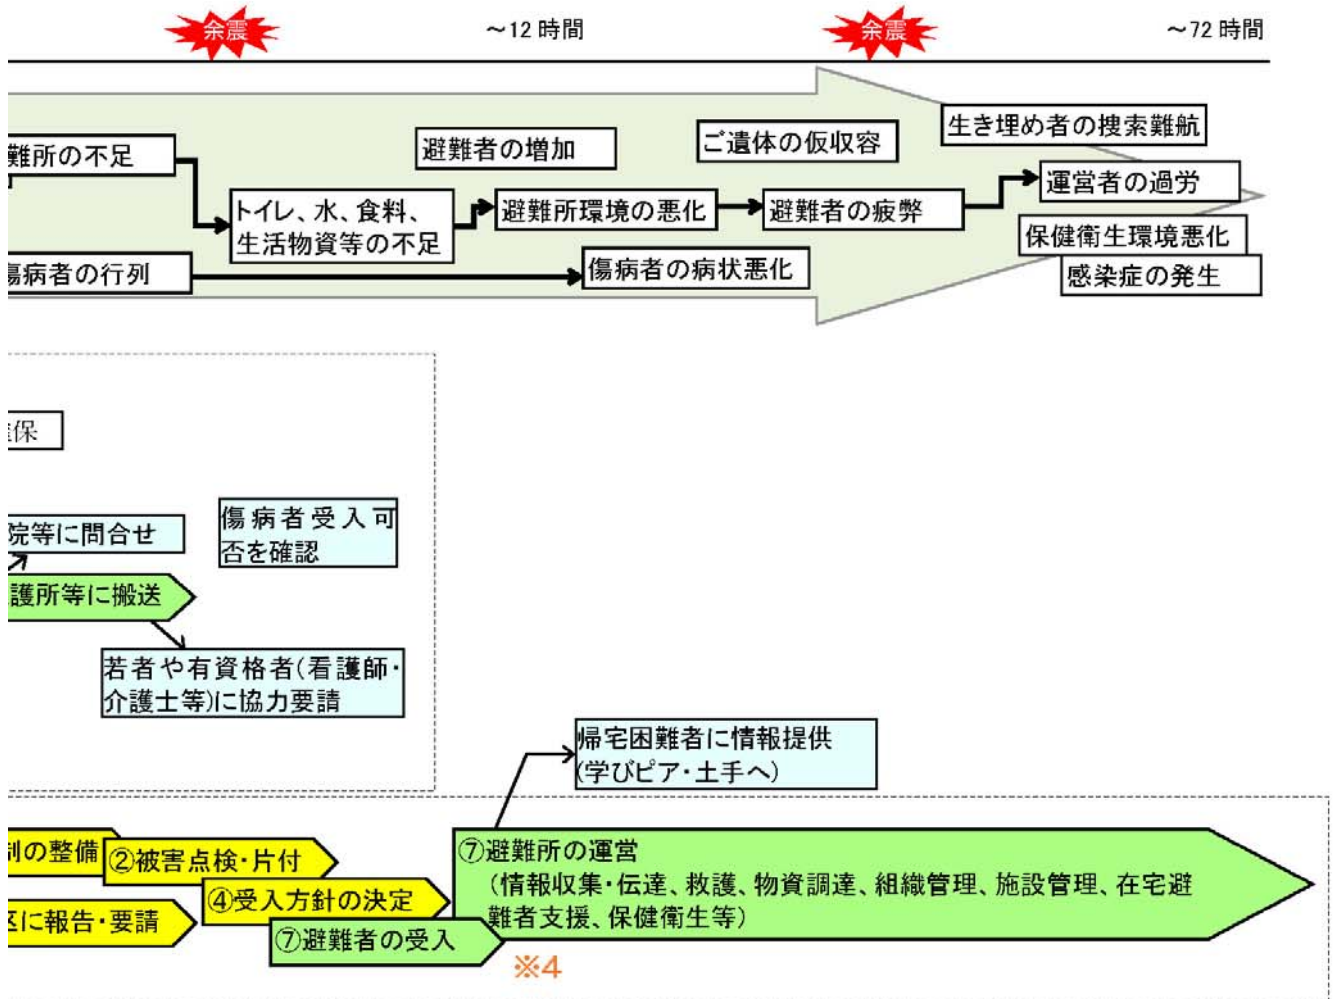 余震
～12時間
余震
～72時間
難所の不足
避難者の増加
ご遺体の仮収容
生き埋め者の捜索難航
トイレ、水、食料、
生活物資等の不足
避難所環境の悪化
避難者の疲弊
運営者の過労
保健衛生環境悪化
傷病者の行列
傷病者の病状悪化
感染症の発生
保
院等に問合せ
傷病者受入可
否を確認
護所等に搬送
若者や有資格者(看護師・
介護士等)に協力要請
帰宅困難者に情報提供
(学びピア・土手へ)
制の整備
②被害点検・片付
④受入方針の決定
区に報告・要請
⑦避難者の受入
⑦避難所の運営
(情報収集・伝達、救護、物資調達、組織管理、施設管理、在宅避
難者支援、保健衛生等)
※4